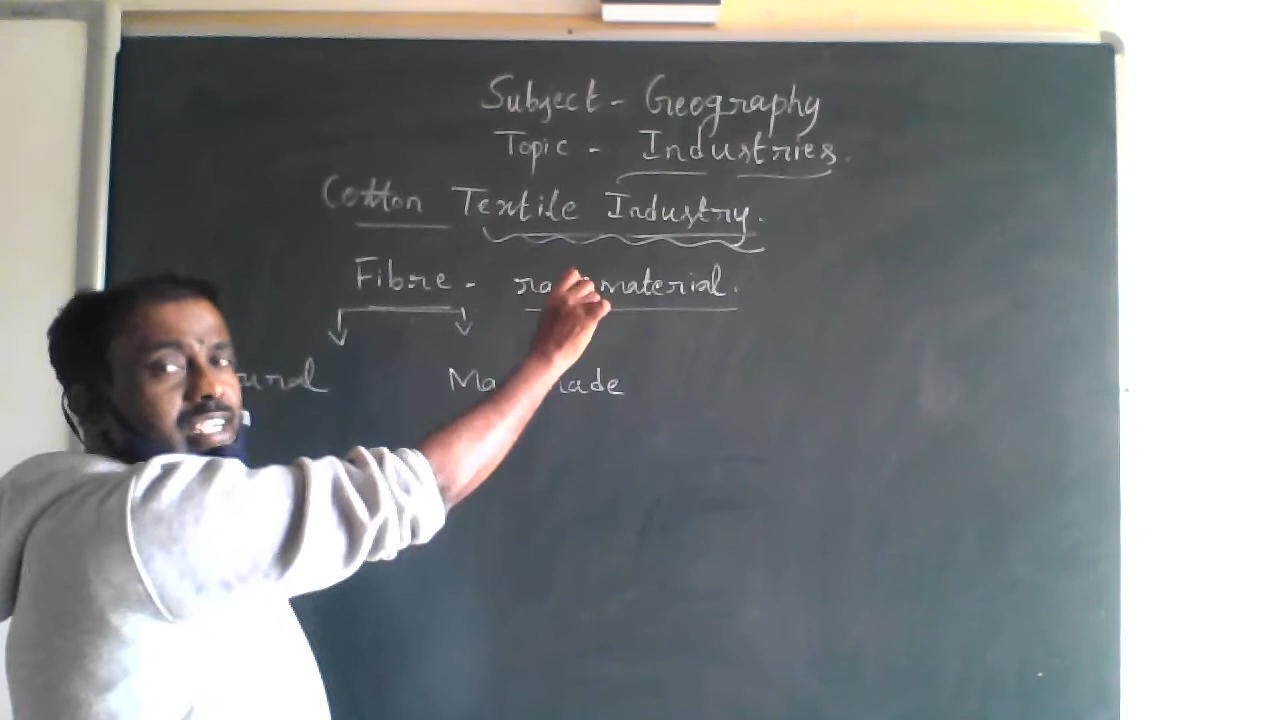 Subject - Geography
Topic - Industries.
Cotton Textile Industry.
Fibre - material.